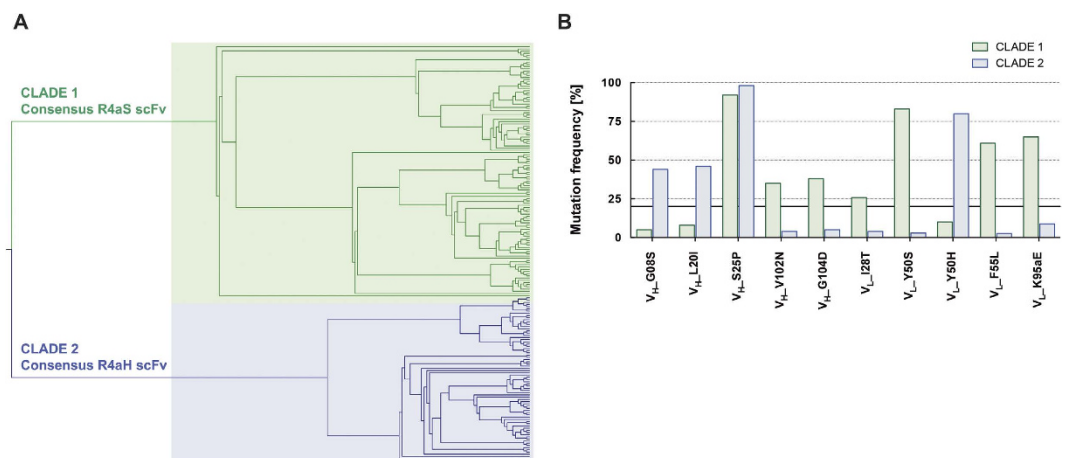 A
CLADE 1
Consensus R4aS scFv
CLADE 2
Consensus R4aH scFv
B
CLADE 1
CLADE 2
Mutation frequency [%]
100
75
50
25
0
VH_G08S
VH_L20I
VH_S25P
VH_V102N
VH_G104D
VL_I28T
VL_Y50S
VL_Y50H
VL_F55L
VL_K95aE